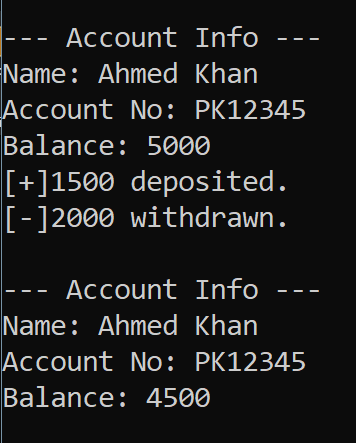 --- Account Info ---
Name: Ahmed Khan
Account No: PK12345
Balance: 5000
[+]1500 deposited.
[-]2000 withdrawn.
--- Account Info ---
Name: Ahmed Khan
Account No: PK12345
Balance: 4500